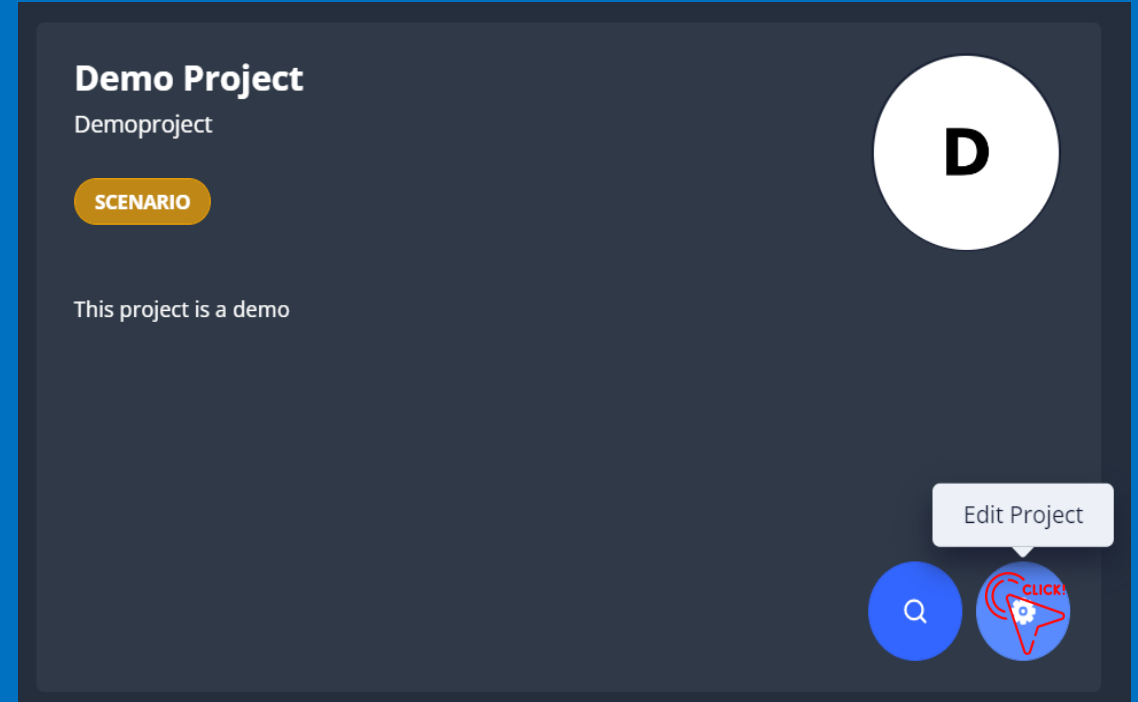 Demo Project
Demoproject
D
SCENARIO
This project is a demo
Edit Project
CLICK!